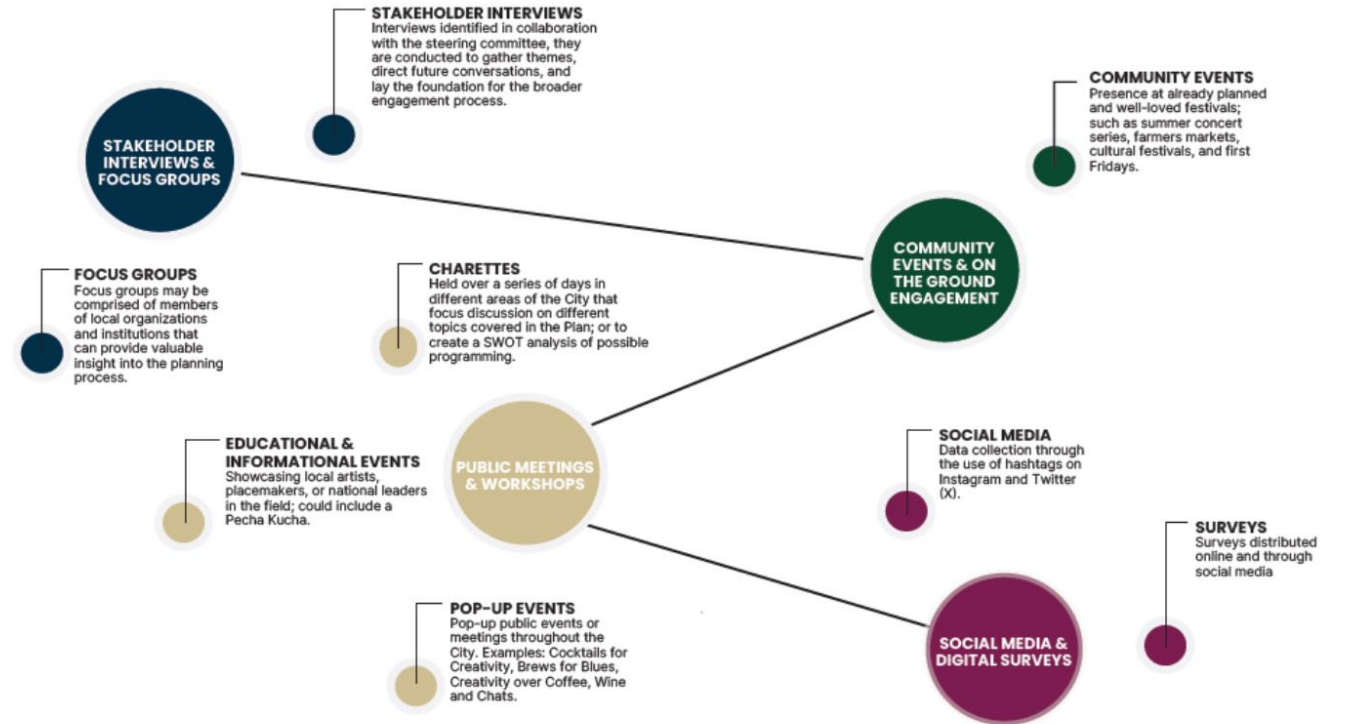 STAKEHOLDER INTERVIEWS
Interviews identified in collaboration
with the steering committee, they
are conducted to gather themes,
direct future conversations, and
lay the foundation for the broader
engagement process.
STAKEHOLDER
INTERVIEWS &
FOCUS GROUPS
COMMUNITY EVENTS
Presence at already planned
and well-loved festivals;
such as summer concert
series, farmers markets,
cultural festivals, and first
Fridays.
COMMUNITY
EVENTS & ON
THE GROUND
ENGAGEMENT
FOCUS GROUPS
Focus groups may be
comprised of members
of local organizations
and institutions that
can provide valuable
insight into the planning
process.
CHARETTES
Held over a series of days in
different areas of the City that
focus discussion on different
topics covered in the Plan; or to
create a SWOT analysis of possible
programming.
EDUCATIONAL &
INFORMATIONAL EVENTS
Showcasing local artists,
placemakers, or national leaders
in the field; could include a
Pecha Kucha.
PUBLIC MEETINGS
& WORKSHOPS
SOCIAL MEDIA
Data collection through
the use of hashtags on
Instagram and Twitter
(X).
SURVEYS
Surveys distributed
online and through
social media
POP-UP EVENTS
Pop-up public events or
meetings throughout the
City. Examples: Cocktails for
Creativity, Brews for Blues,
Creativity over Coffee, Wine
and Chats.
SOCIAL MEDIA &
DIGITAL SURVEYS